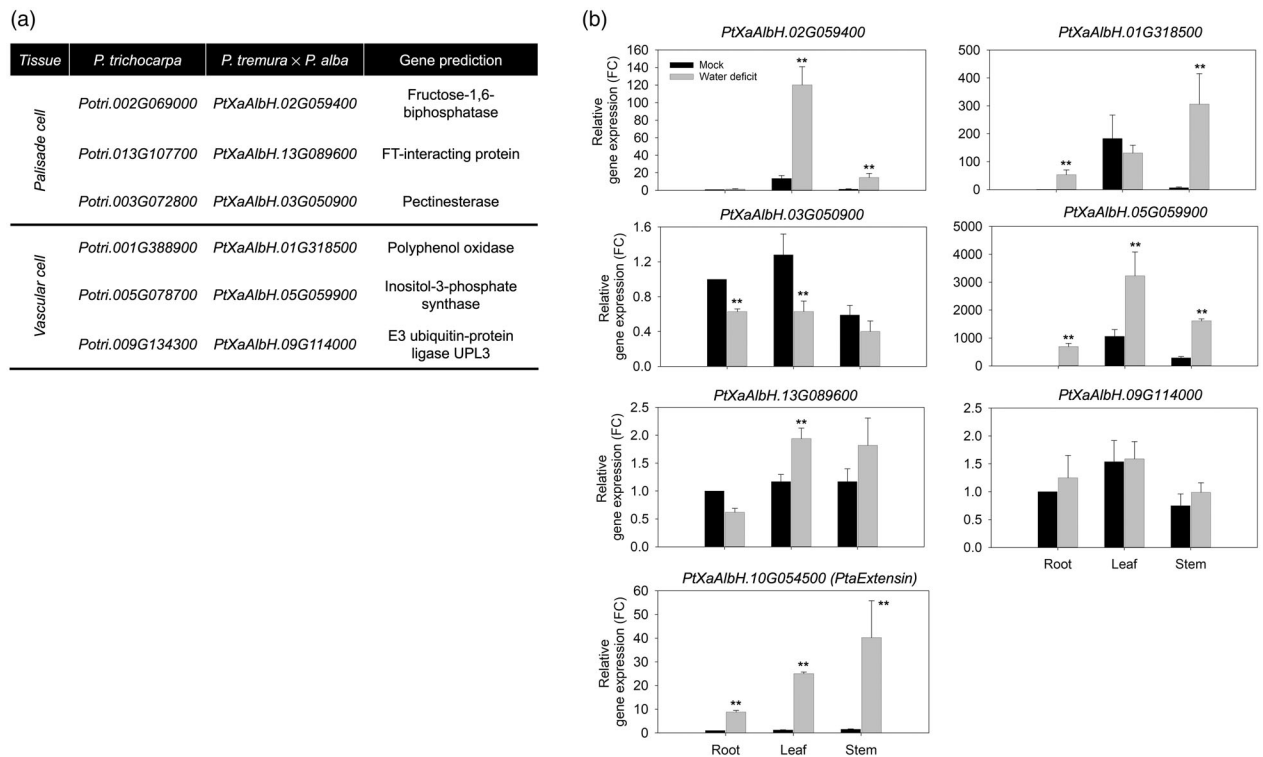 (a)
Tissue P. trichocarpa P. tremura × P. alba Gene prediction
Palisade cell
Potri.002G069000 PtXaAlbH.02G059400 Fructose-1,6-
biphosphatase
Potri.013G107700 PtXaAlbH.13G089600 FT-interacting protein
Potri.003G072800 PtXaAlbH.03G050900 Pectinesterase
Vascular cell
Potri.001G388900 PtXaAlbH.01G318500 Polyphenol oxidase
Potri.005G078700 PtXaAlbH.05G059900 Inositol-3-phosphate
synthase
Potri.009G134300 PtXaAlbH.09G114000 E3 ubiquitin-protein
ligase UPL3
(b)
PtXaAlbH.02G059400
Relative
gene expression (FC)
160
140
120
100
80
60
40
20
0
Mock
Water deficit
**
**
PtXaAlbH.01G318500
500
400
300
200
100
0
**
**
PtXaAlbH.03G050900
Relative
gene expression (FC)
1.6
1.2
0.8
0.4
0.0
**
**
PtXaAlbH.05G059900
5000
4000
3000
2000
1000
0
**
**
**
PtXaAlbH.13G089600
Relative
gene expression (FC)
2.5
2.0
1.5
1.0
0.5
0.0
**
PtXaAlbH.09G114000
2.5
2.0
1.5
1.0
0.5
0.0
Root Leaf Stem
PtXaAlbH.10G054500 (PtaExtensin)
Relative
gene expression (FC)
60
50
40
30
20
10
0
**
**
**
Root Leaf Stem